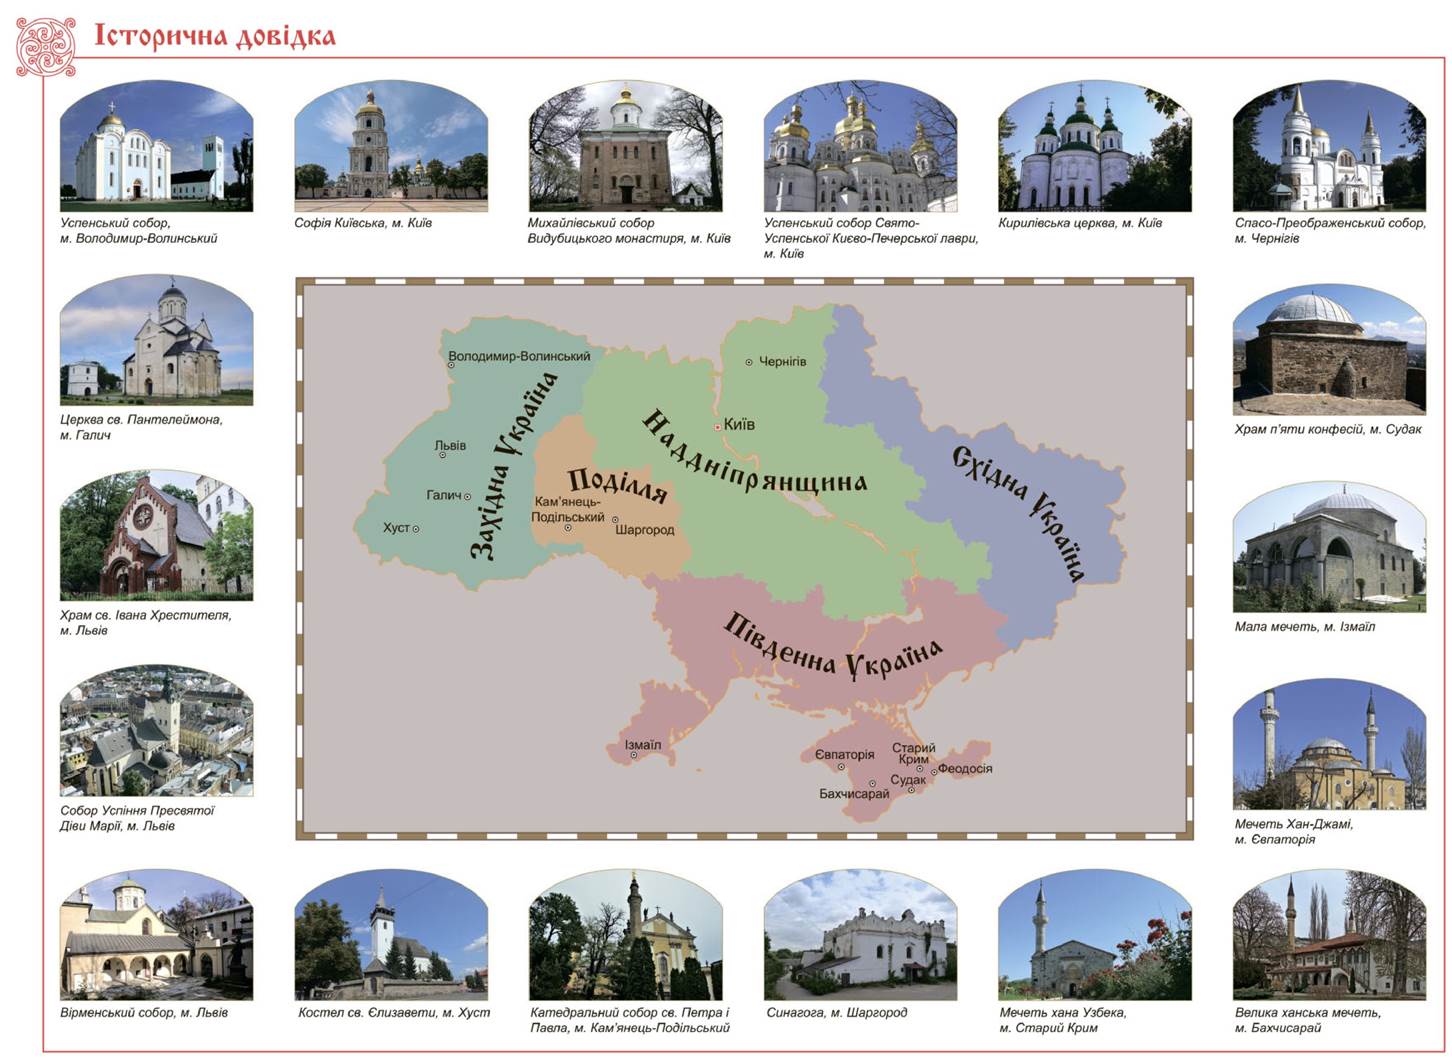 Історична довідка
Успенський собор,
м. Володимир-Волинський
Софія Київська, м. Київ
Михайлівський собор
Видубицького монастиря, м. Київ
Успенський собор Свято-
Успенської Києво-Печерської лаври,
м. Київ
Кирилівська церква, м. Київ
Спасо-Преображенський собор,
м. Чернігів
Церква св. Пантелеймона,
м. Галич
Храм п'яти конфесій, м. Судак
Храм св. Івана Хрестителя,
м. Львів
Мала мечеть, м. Ізмаїл
Собор Успіння Пресвятої
Діви Марії, м. Львів
Мечеть Хан-Джамі,
м. Євпаторія
Володимир-Волинський
Чернігів
Київ
Львів
Галич
Хуст
Західна Україна
Поділля
Кам'янець-
Подільський
Шаргород
Наддніпрянщина
Східна Україна
Південна Україна
Ізмаїл
Євпаторія
Старий
Крим
Феодосія
Судак
Бахчисарай
Вірменський собор, м. Львів
Костел св. Єлизавети, м. Хуст
Катедральний собор св. Петра і
Павла, м. Кам'янець-Подільський
Синагога, м. Шаргород
Мечеть хана Узбека,
м. Старий Крим
Велика ханська мечеть,
м. Бахчисарай